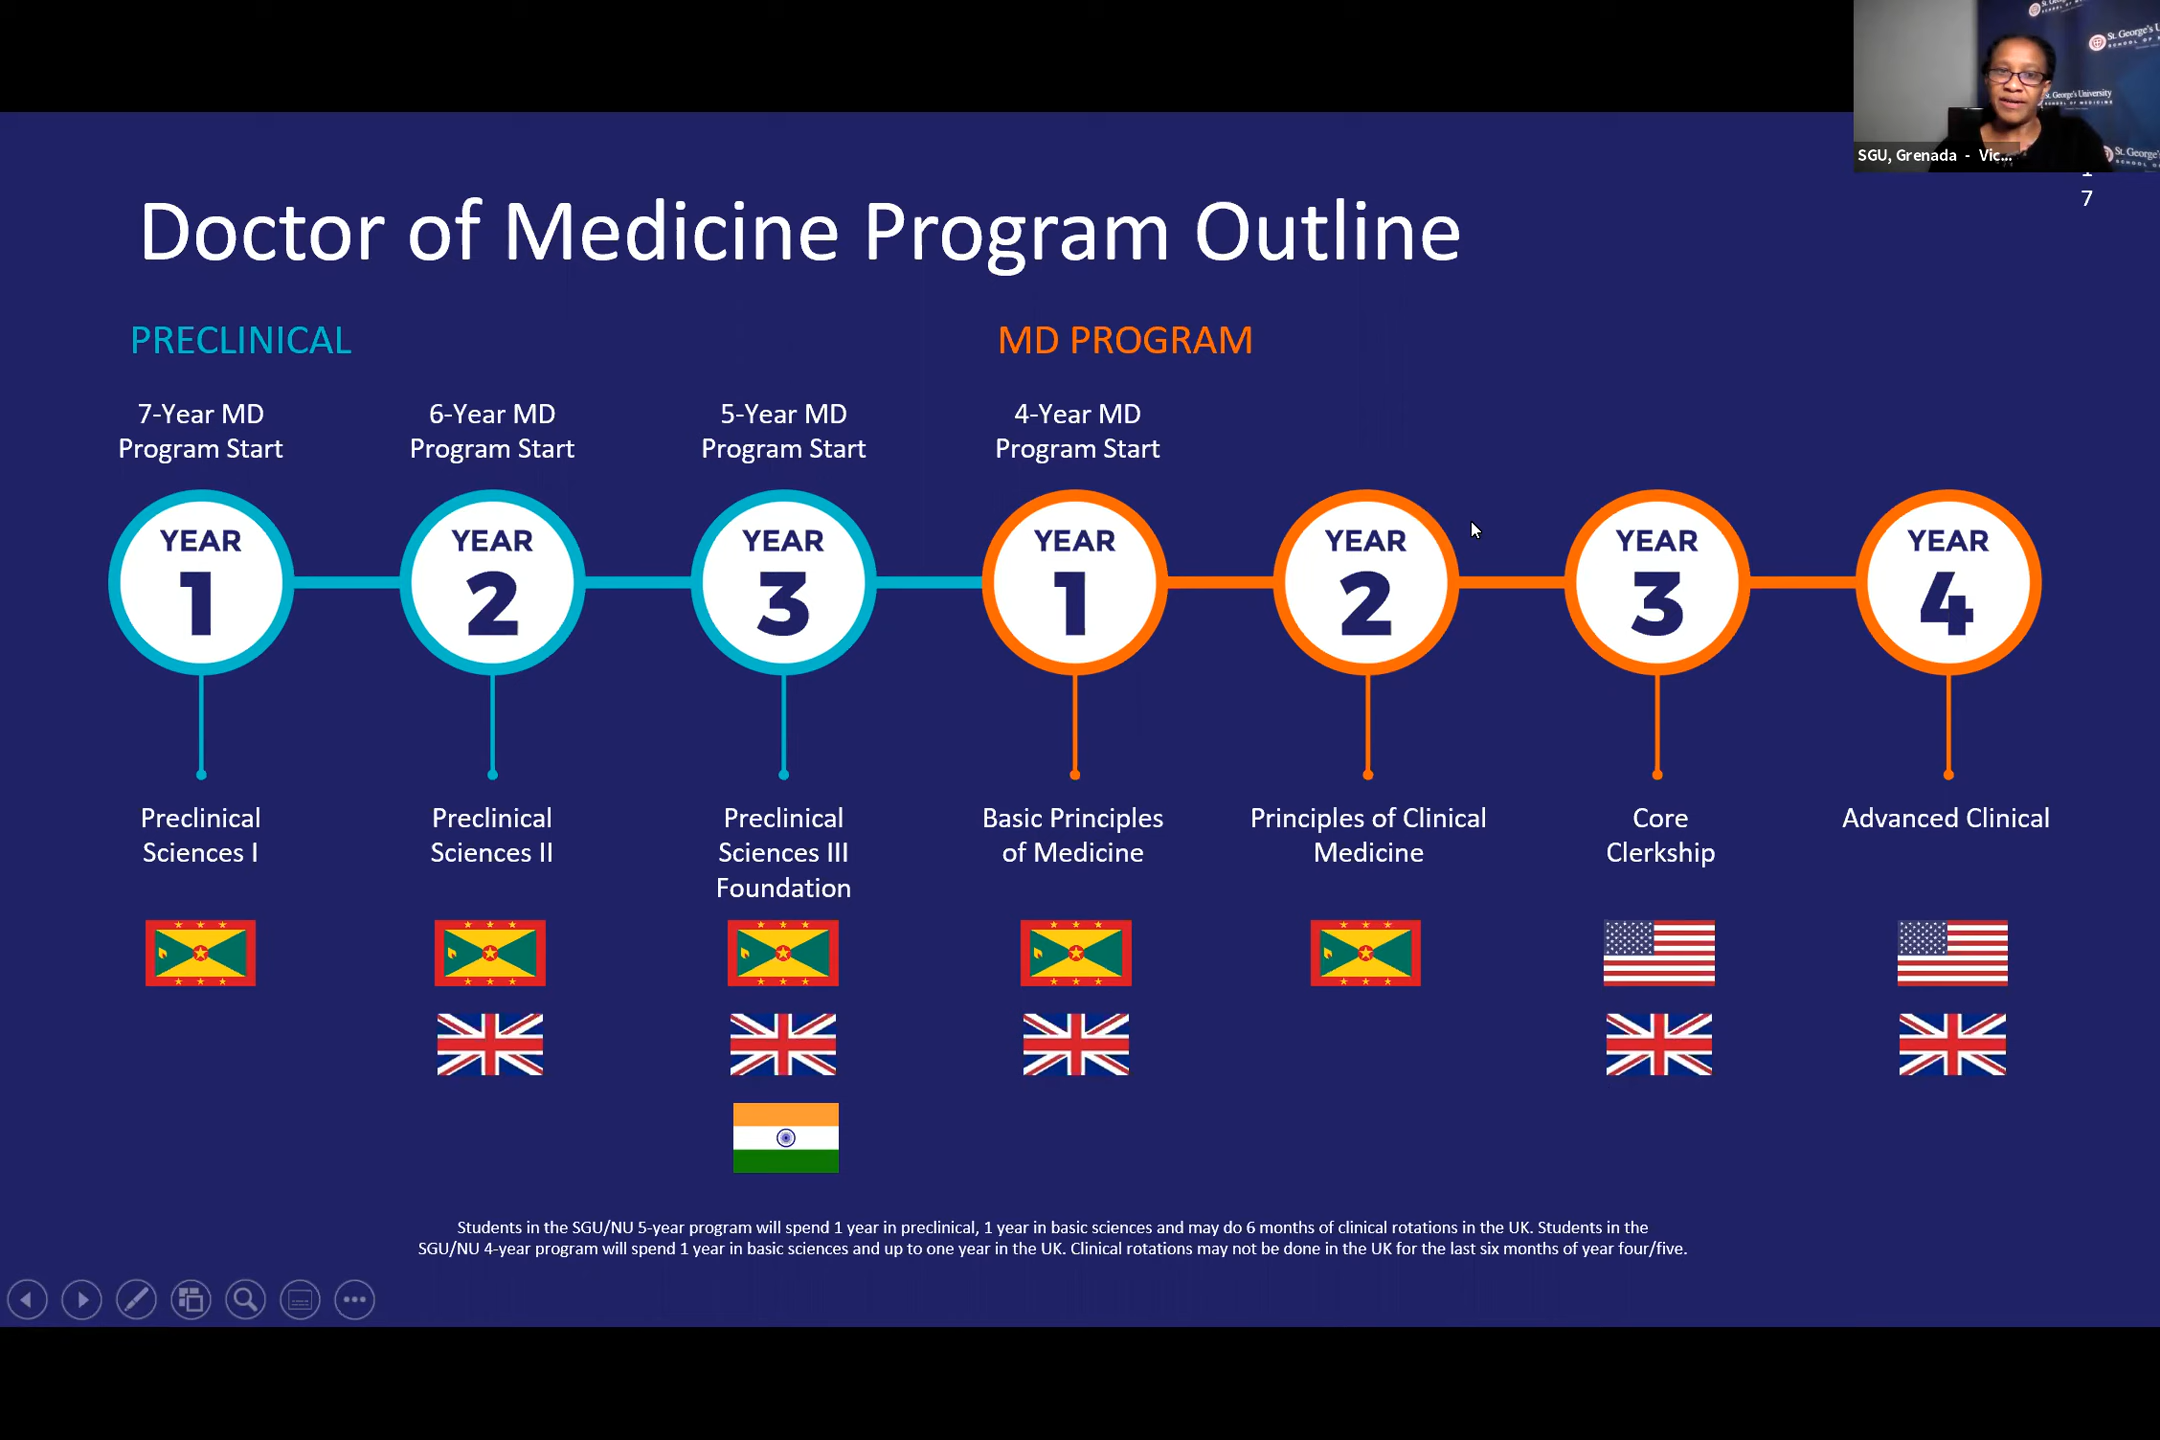 St. George's University
SCHOOL OF MEDICINE
SGU, Grenada - Vic...
17
Doctor of Medicine Program Outline
PRECLINICAL
MD PROGRAM
7-Year MD
Program Start
6-Year MD
Program Start
5-Year MD
Program Start
4-Year MD
Program Start
YEAR
1
YEAR
2
YEAR
3
YEAR
1
YEAR
2
YEAR
3
YEAR
4
Preclinical
Sciences I
Preclinical
Sciences II
Preclinical
Sciences III
Foundation
Basic Principles
of Medicine
Principles of Clinical
Medicine
Core
Clerkship
Advanced Clinical
Students in the SGU/NU 5-year program will spend 1 year in preclinical, 1 year in basic sciences and may do 6 months of clinical rotations in the UK. Students in the
SGU/NU 4-year program will spend 1 year in basic sciences and up to one year in the UK. Clinical rotations may not be done in the UK for the last six months of year four/five.